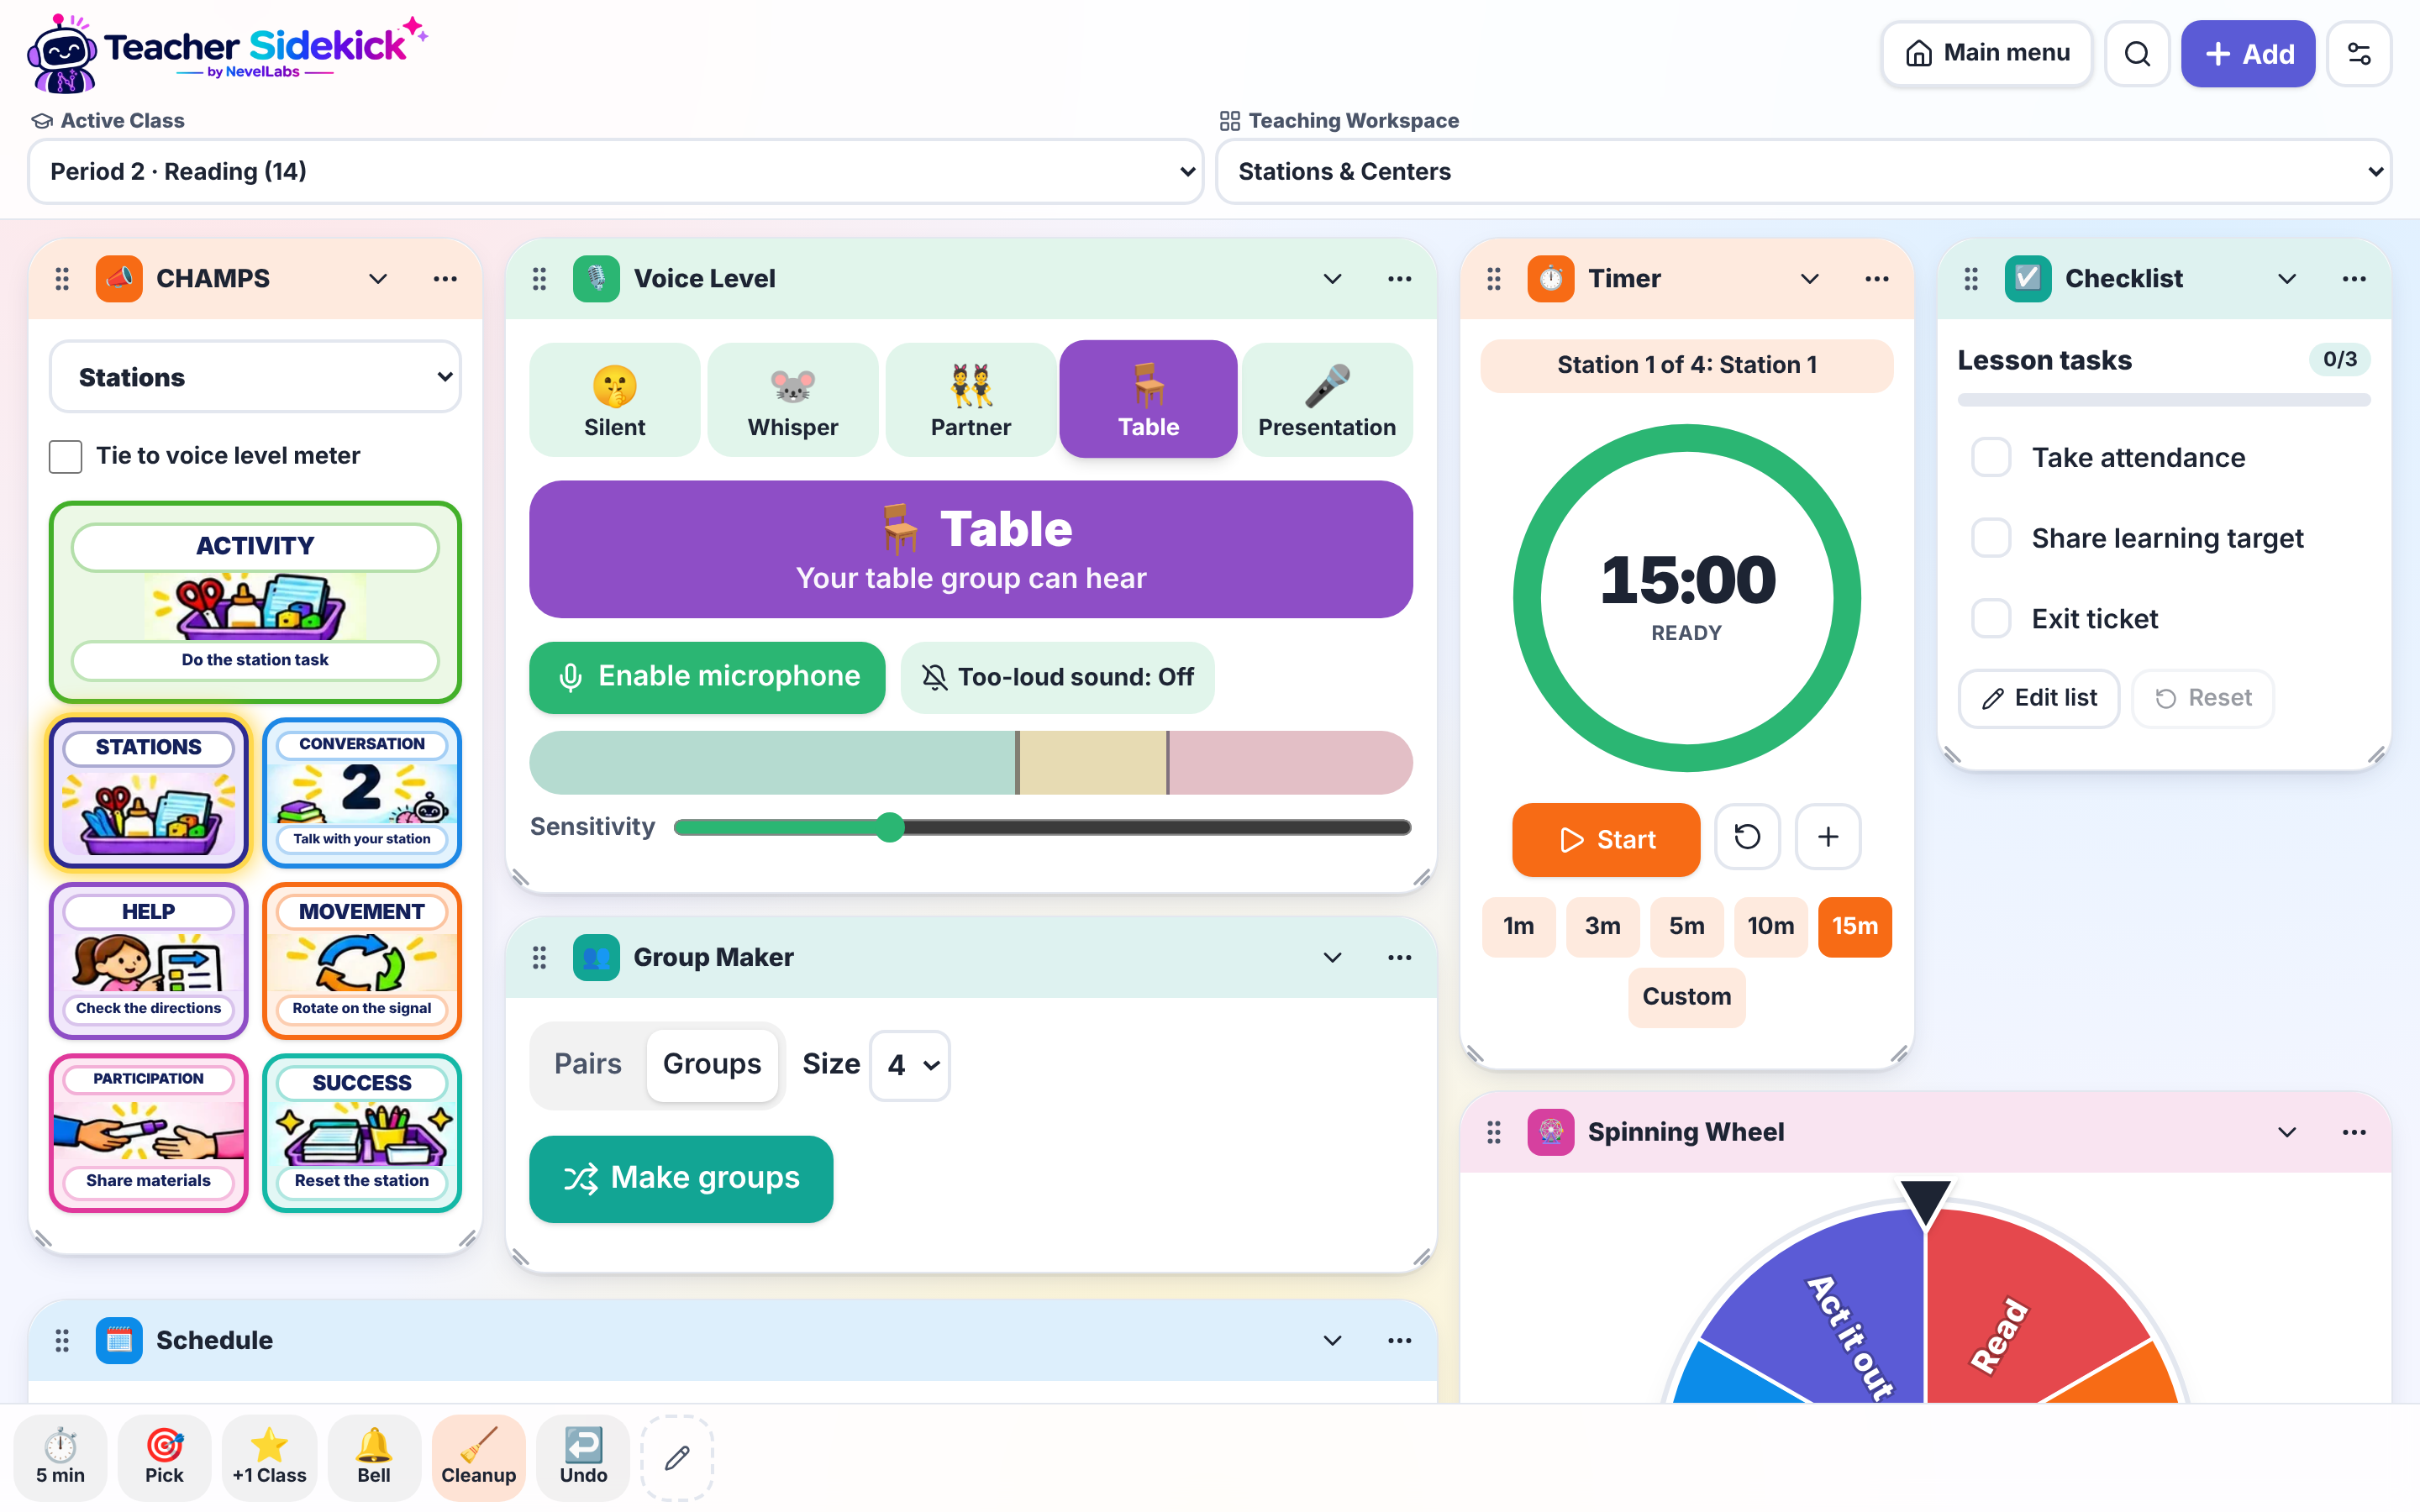 Teacher Sidekick
by NevelLabs
Main menu
Add
Active Class
Teaching Workspace
Period 2 · Reading (14)
Stations & Centers
CHAMPS
Stations
Tie to voice level meter
ACTIVITY
Do the station task
STATIONS
CONVERSATION
2
Talk with your station
HELP
Check the directions
MOVEMENT
Rotate on the signal
PARTICIPATION
Share materials
SUCCESS
Reset the station
Voice Level
Silent
Whisper
Partner
Table
Presentation
Table
Your table group can hear
Enable microphone
Too-loud sound: Off
Sensitivity
Group Maker
Pairs
Groups
Size
4
Make groups
Schedule
Timer
Station 1 of 4: Station 1
15:00
READY
Start
1m
3m
5m
10m
15m
Custom
Checklist
Lesson tasks
0/3
Take attendance
Share learning target
Exit ticket
Edit list
Reset
Spinning Wheel
Act it out
Read
5 min
Pick
+1 Class
Bell
Cleanup
Undo